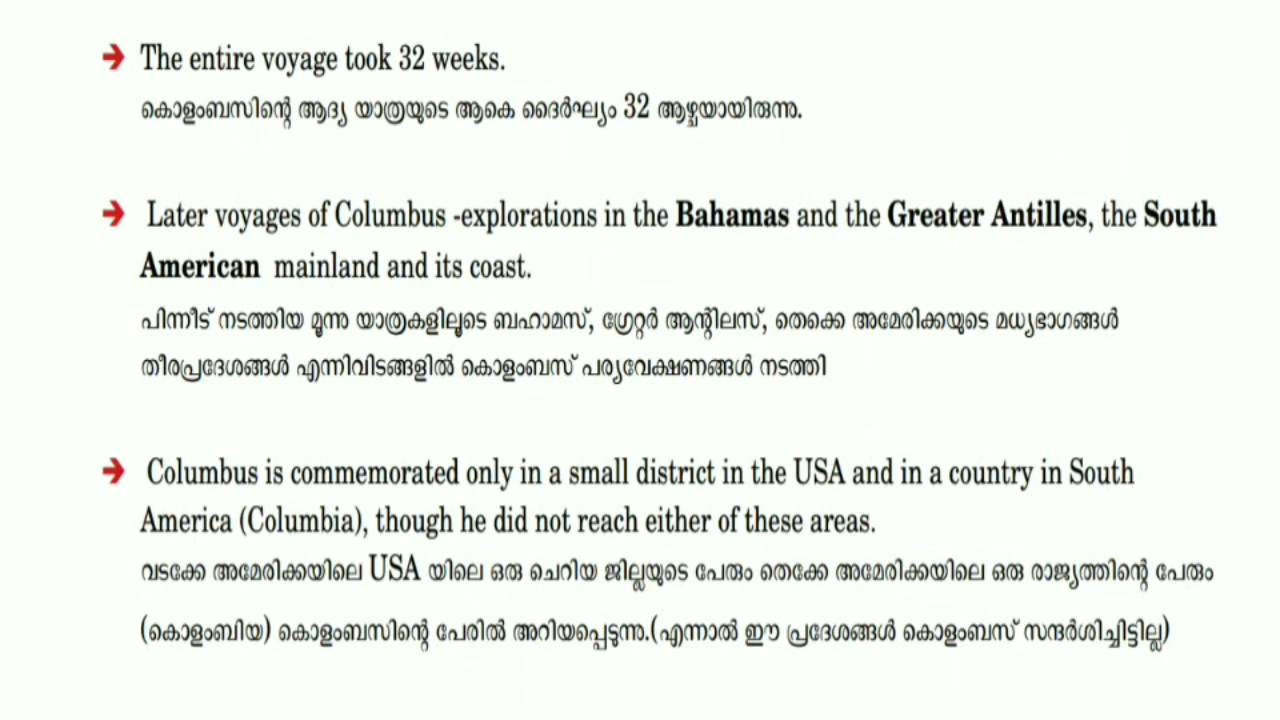 ➔ The entire voyage took 32 weeks.
കൊളംബസിന്റെ ആദ്യ യാത്രയുടെ ആകെ ദൈർഘ്യം 32 ആഴ്ചയായിരുന്നു.
➔ Later voyages of Columbus -explorations in the Bahamas and the Greater Antilles, the South
American mainland and its coast.
പിന്നീട് നടത്തിയ മൂന്നു യാത്രകളിലൂടെ ബഹാമസ്, ഗ്രേറ്റർ ആന്റിലസ്, തെക്കെ അമേരിക്കയുടെ മധ്യഭാഗങ്ങൾ
തീരപ്രദേശങ്ങൾ എന്നിവിടങ്ങളിൽ കൊളംബസ് പര്യവേക്ഷണങ്ങൾ നടത്തി
➔ Columbus is commemorated only in a small district in the USA and in a country in South
America (Columbia), though he did not reach either of these areas.
വടക്കേ അമേരിക്കയിലെ USA യിലെ ഒരു ചെറിയ ജില്ലയുടെ പേരും തെക്കേ അമേരിക്കയിലെ ഒരു രാജ്യത്തിന്റെ പേരും
(കൊളംബിയ) കൊളംബസിന്റെ പേരിൽ അറിയപ്പെടുന്നു.(എന്നാൽ ഈ പ്രദേശങ്ങൾ കൊളംബസ് സന്ദർശിച്ചിട്ടില്ല)